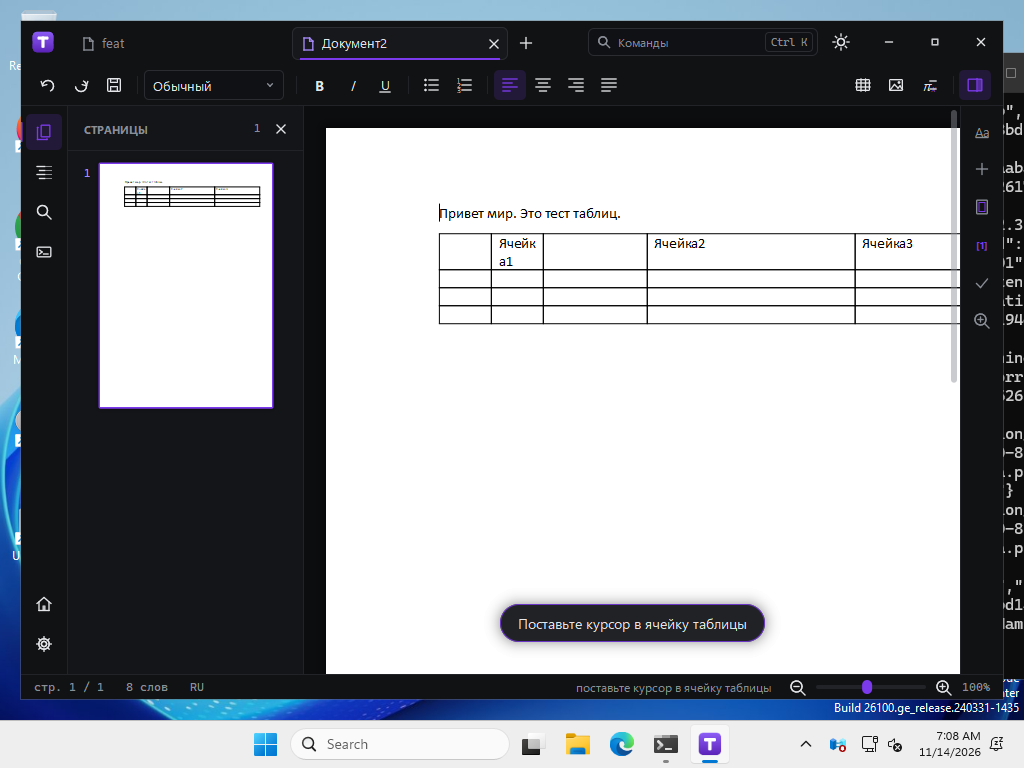 feat
Документ2
Команды
Ctrl K
Обычный
B
I
U
СТРАНИЦЫ
1
1
Привет мир. Это тест таблиц.
Ячейк
а1
Ячейка2
Ячейка3
Aa
[1]
Поставьте курсор в ячейку таблицы
стр. 1 / 1
8 слов
RU
поставьте курсор в ячейку таблицы
100%
Build 26100.ge_release.240331-1435
Search
7:08 AM
11/14/2026